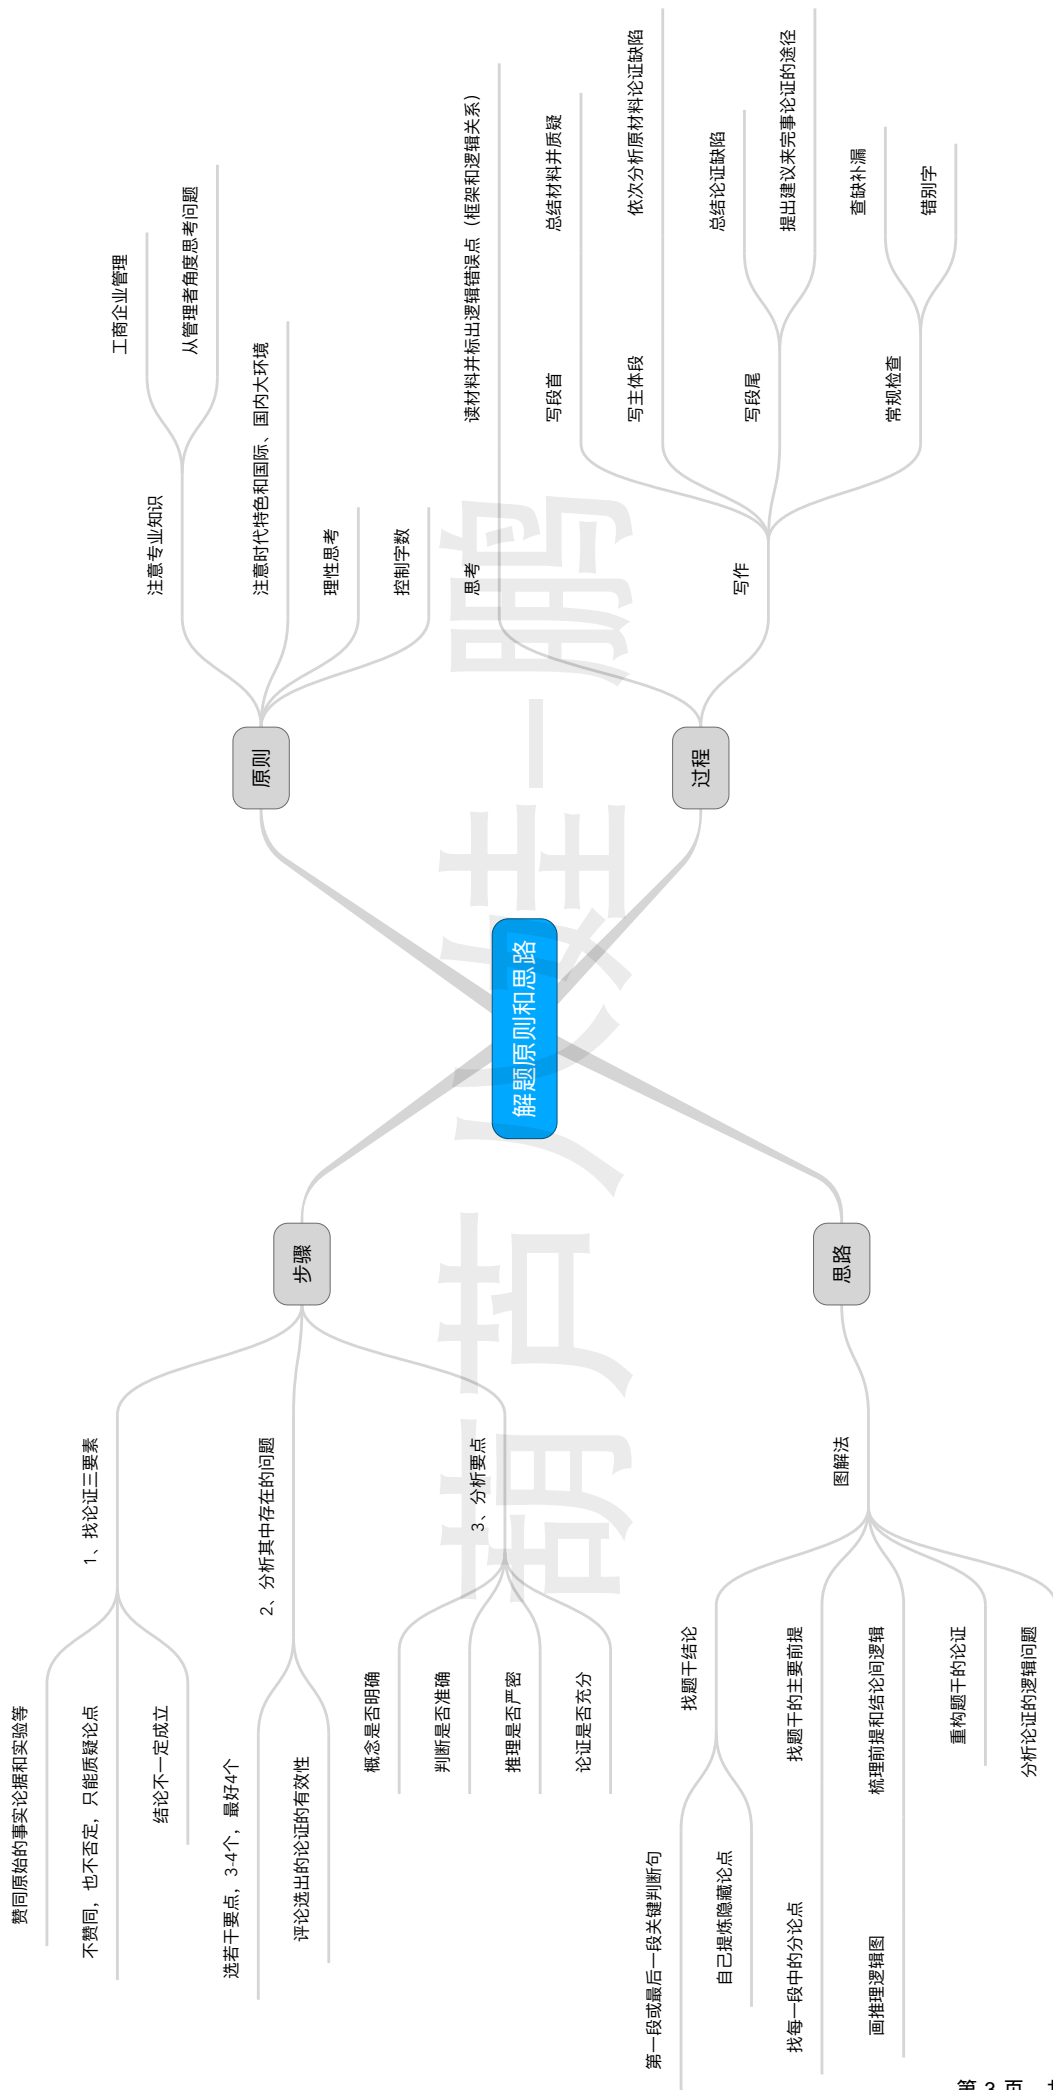 解题原则和思路
步骤
1、找论证三要素
赞同原始的事实论据和实验等
不赞同，也不否定，只能质疑论点
结论不一定成立
2、分析其中存在的问题
选若干要点，3-4个，最好4个
评论选出的论证的有效性
3、分析要点
概念是否明确
判断是否准确
推理是否严密
论证是否充分
思路
图解法
找题干结论
第一段或最后一段关键判断句
自己提炼隐藏论点
找题干的主要前提
找每一段中的分论点
梳理前提和结论间逻辑
画推理逻辑图
重构题干的论证
分析论证的逻辑问题
原则
注意专业知识
工商企业管理
从管理者角度思考问题
注意时代特色和国际、国内大环境
理性思考
控制字数
过程
思考
读材料并标出逻辑错误点（框架和逻辑关系）
写作
写段首
总结材料并质疑
写主体段
依次分析原材料论证缺陷
写段尾
总结论证缺陷
提出建议来完事论证的途径
常规检查
查缺补漏
错别字
葫芦八娃一鹏
第 3 页